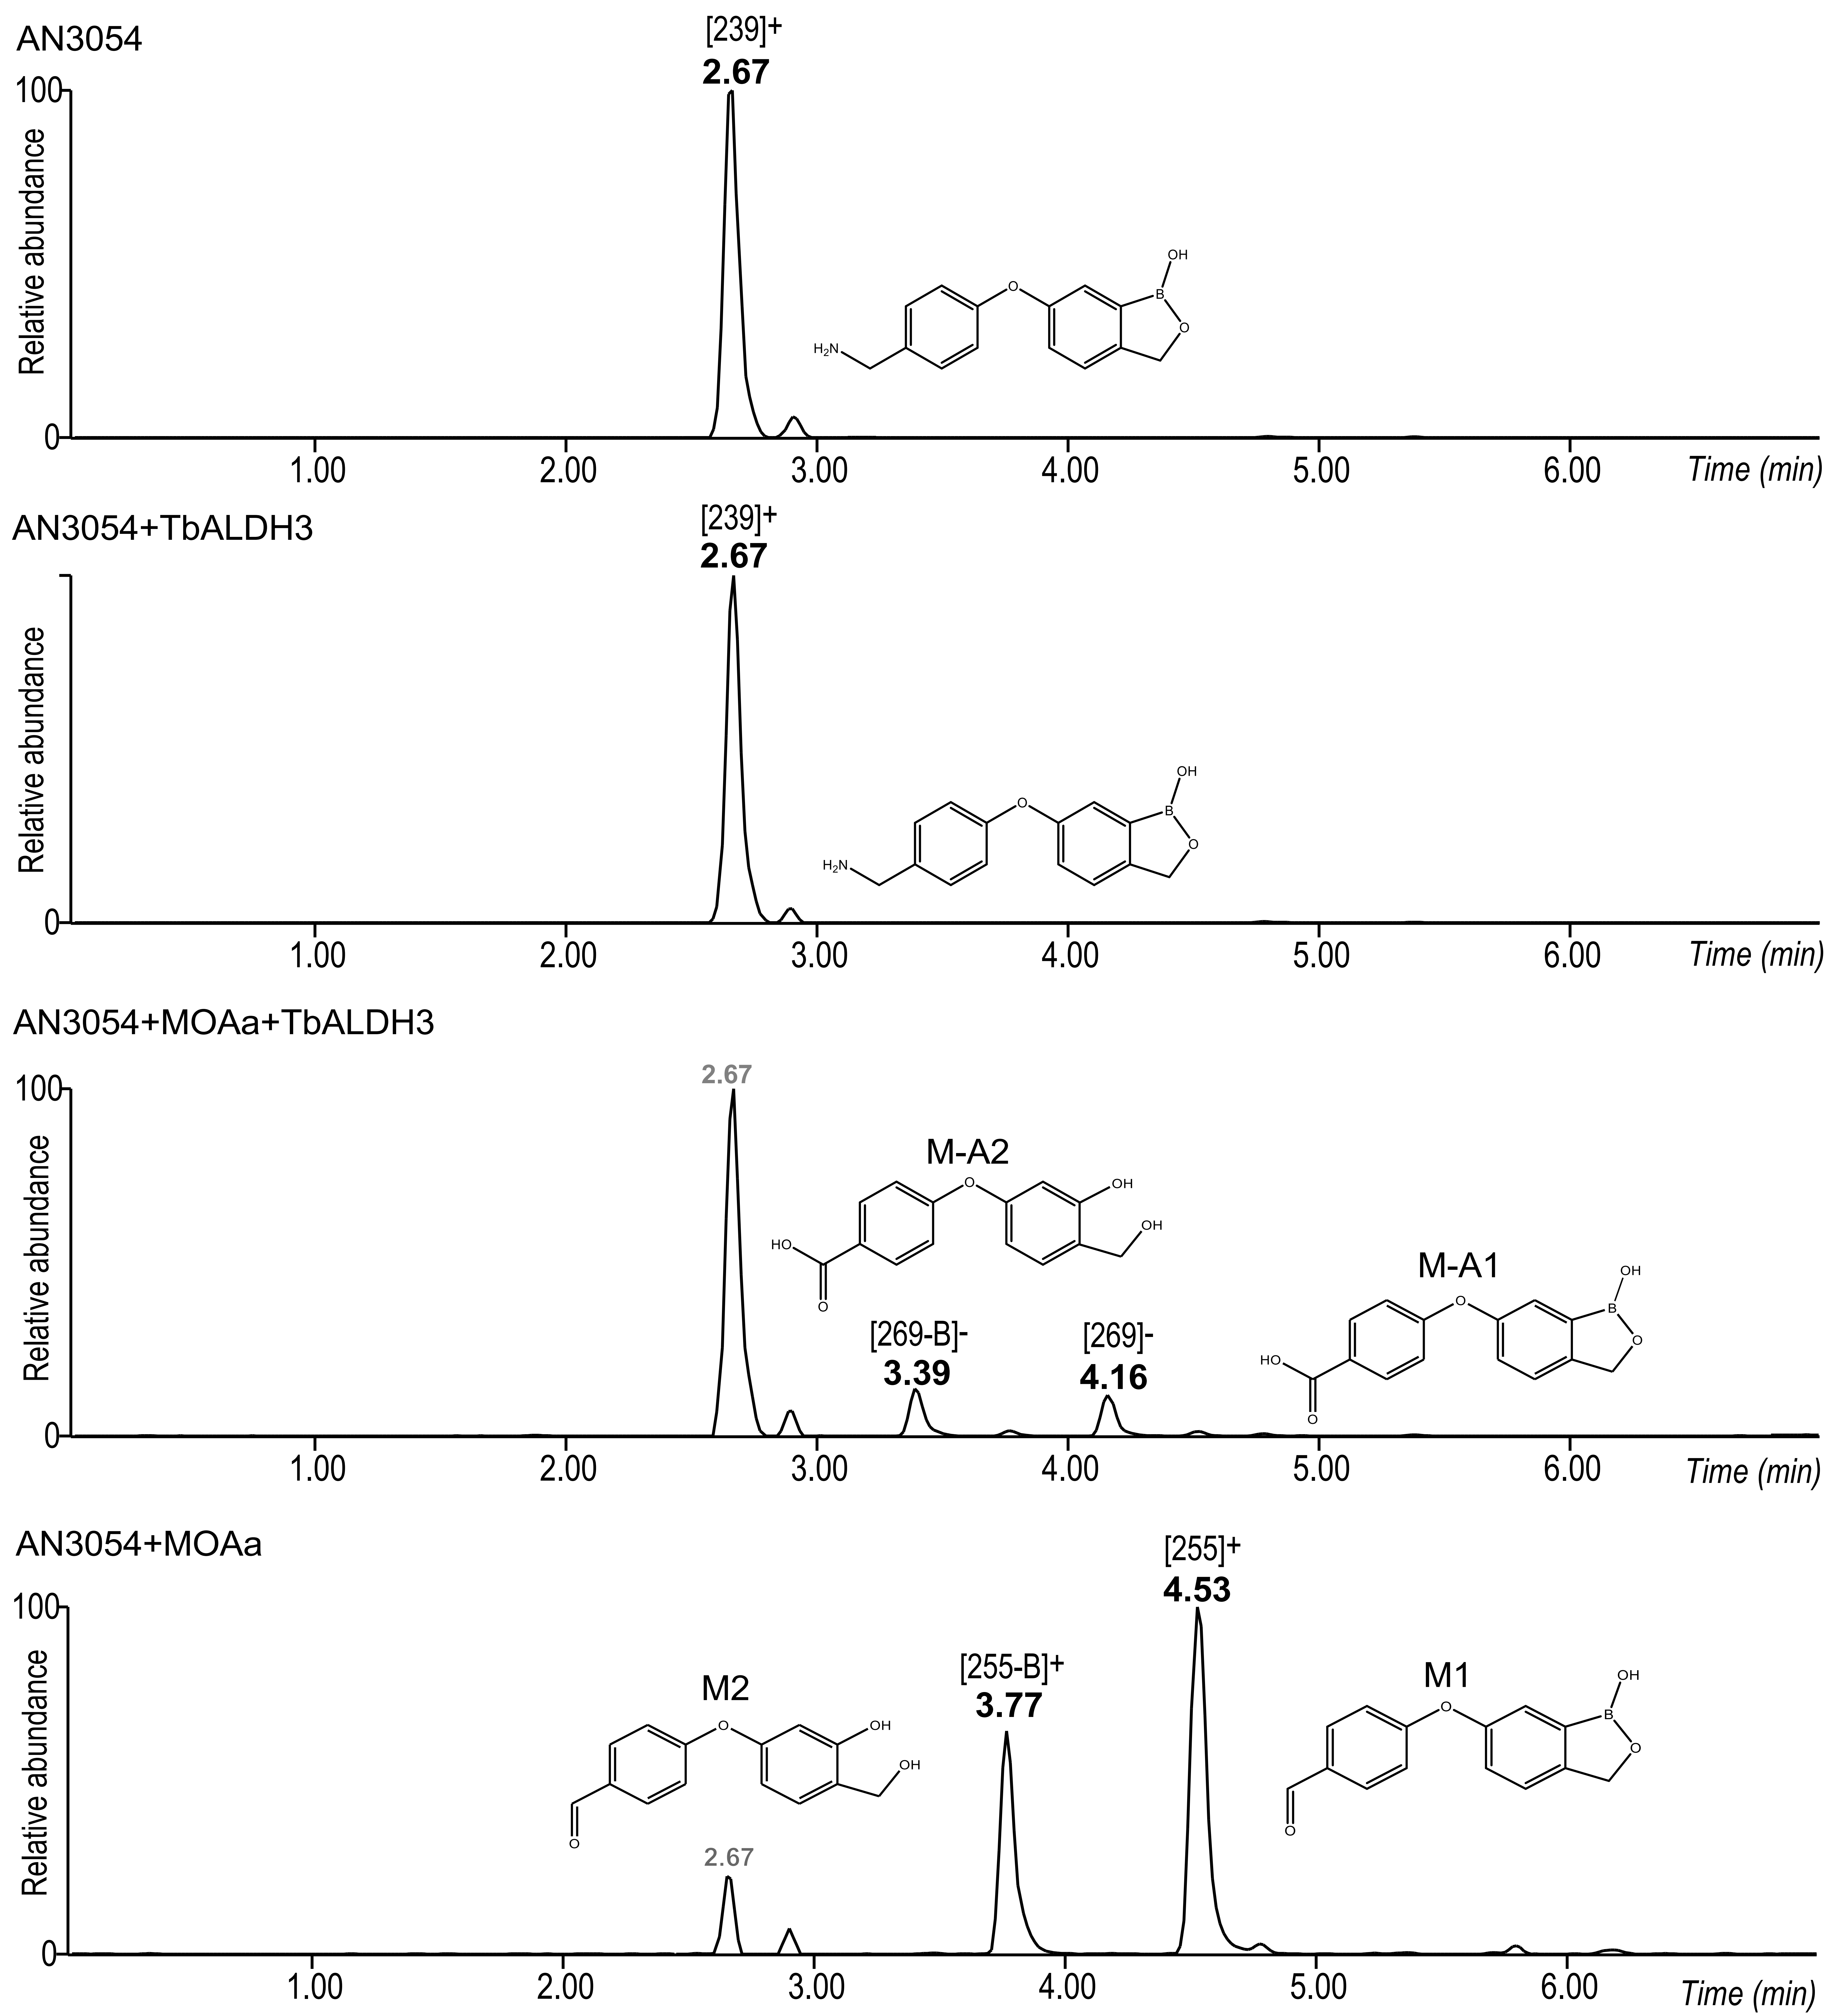 AN3054
[239]+
2.67
100
Relative abundance
0
OH
B
O
O
H2N
1.00 2.00 3.00 4.00 5.00 6.00 Time (min)
AN3054+TbALDH3
[239]+
2.67
Relative abundance
0
OH
B
O
O
H2N
1.00 2.00 3.00 4.00 5.00 6.00 Time (min)
AN3054+MOAa+TbALDH3
2.67
100
Relative abundance
0
M-A2
O
OH
OH
HO
O
M-A1
OH
B
O
O
HO
O
[269-B]-
3.39
[269]-
4.16
1.00 2.00 3.00 4.00 5.00 6.00 Time (min)
AN3054+MOAa
[255]+
4.53
100
Relative abundance
0
[255-B]+
3.77
M2
O
OH
OH
O
2.67
M1
OH
B
O
O
O
1.00 2.00 3.00 4.00 5.00 6.00 Time (min)